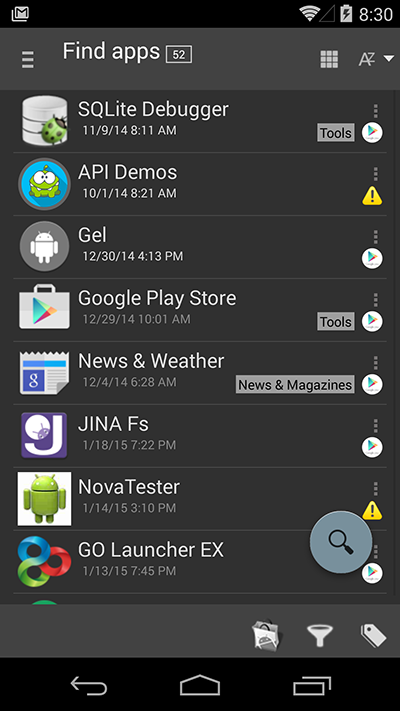 8:30
Find apps 52
AZ
SQLite Debugger
11/9/14 8:11 AM
Tools
API Demos
10/1/14 8:21 AM
Gel
12/30/14 4:13 PM
Google Play Store
12/29/14 10:01 AM
Tools
News & Weather
12/4/14 6:28 AM
News & Magazines
JINA Fs
1/18/15 7:22 PM
NovaTester
1/14/15 3:10 PM
GO Launcher EX
1/13/15 7:45 PM